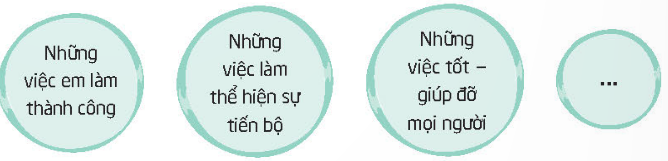 Những
việc em làm
thành công
Những
việc làm
thể hiện sự
tiến bộ
Những
việc tốt –
giúp đỡ
mọi người
...